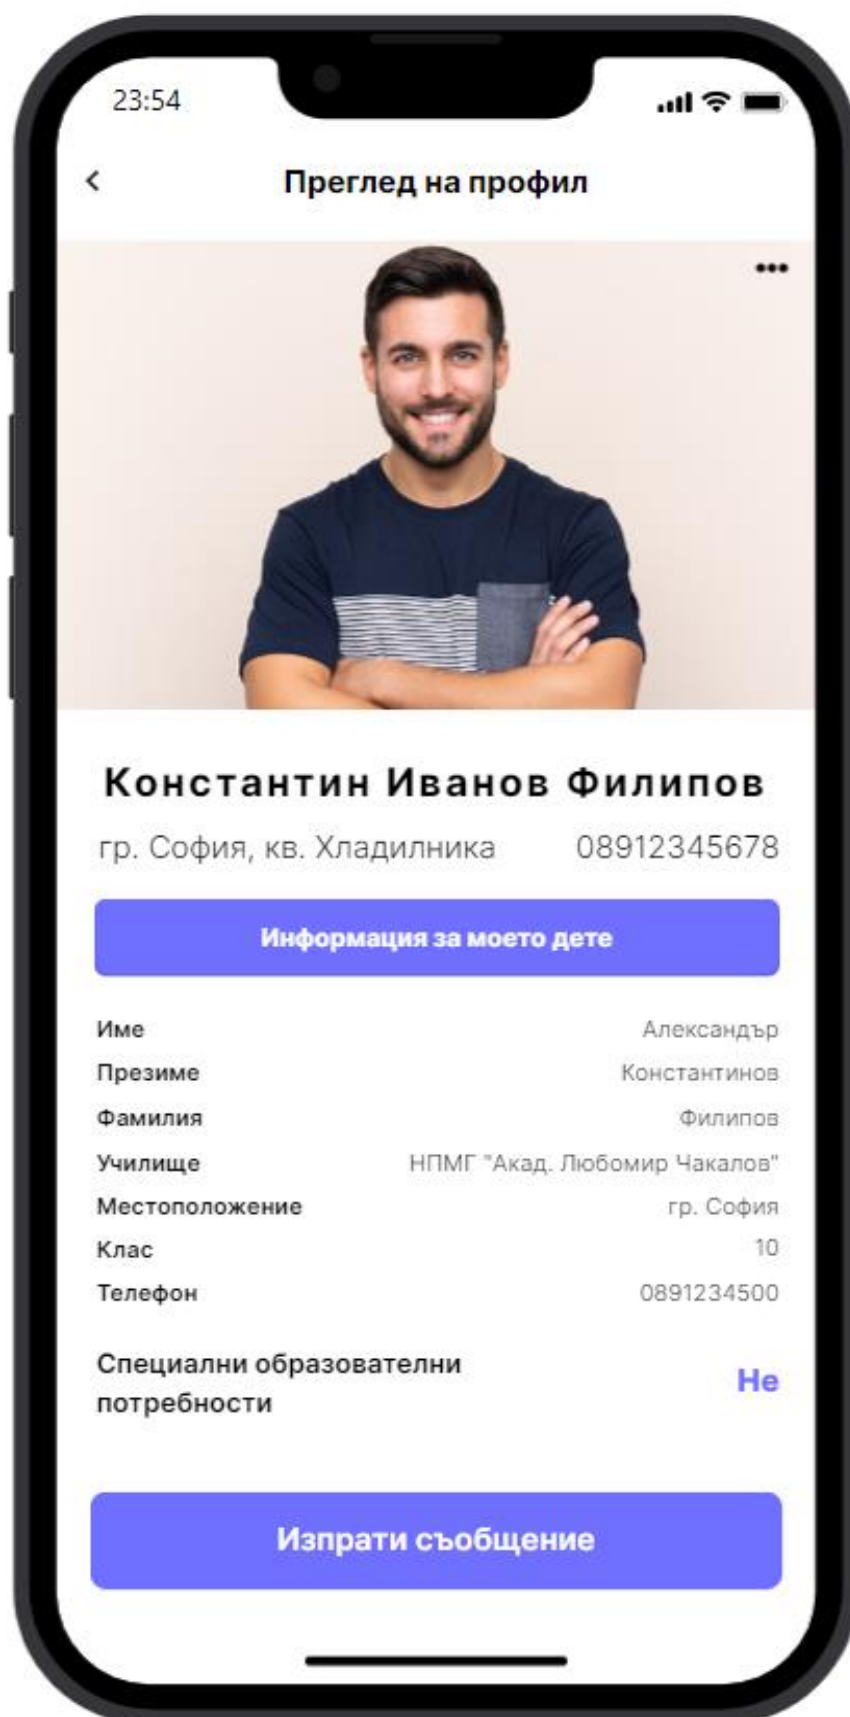 23:54
Преглед на профил
Константин Иванов Филипов
гр. София, кв. Хладилника 08912345678
Информация за моето дете
Име Александър
Презиме Константинов
Фамилия Филипов
Училище НПМГ "Акад. Любомир Чакалов"
Местоположение гр. София
Клас 10
Телефон 0891234500
Специални образователни
потребности Не
Изпрати съобщение